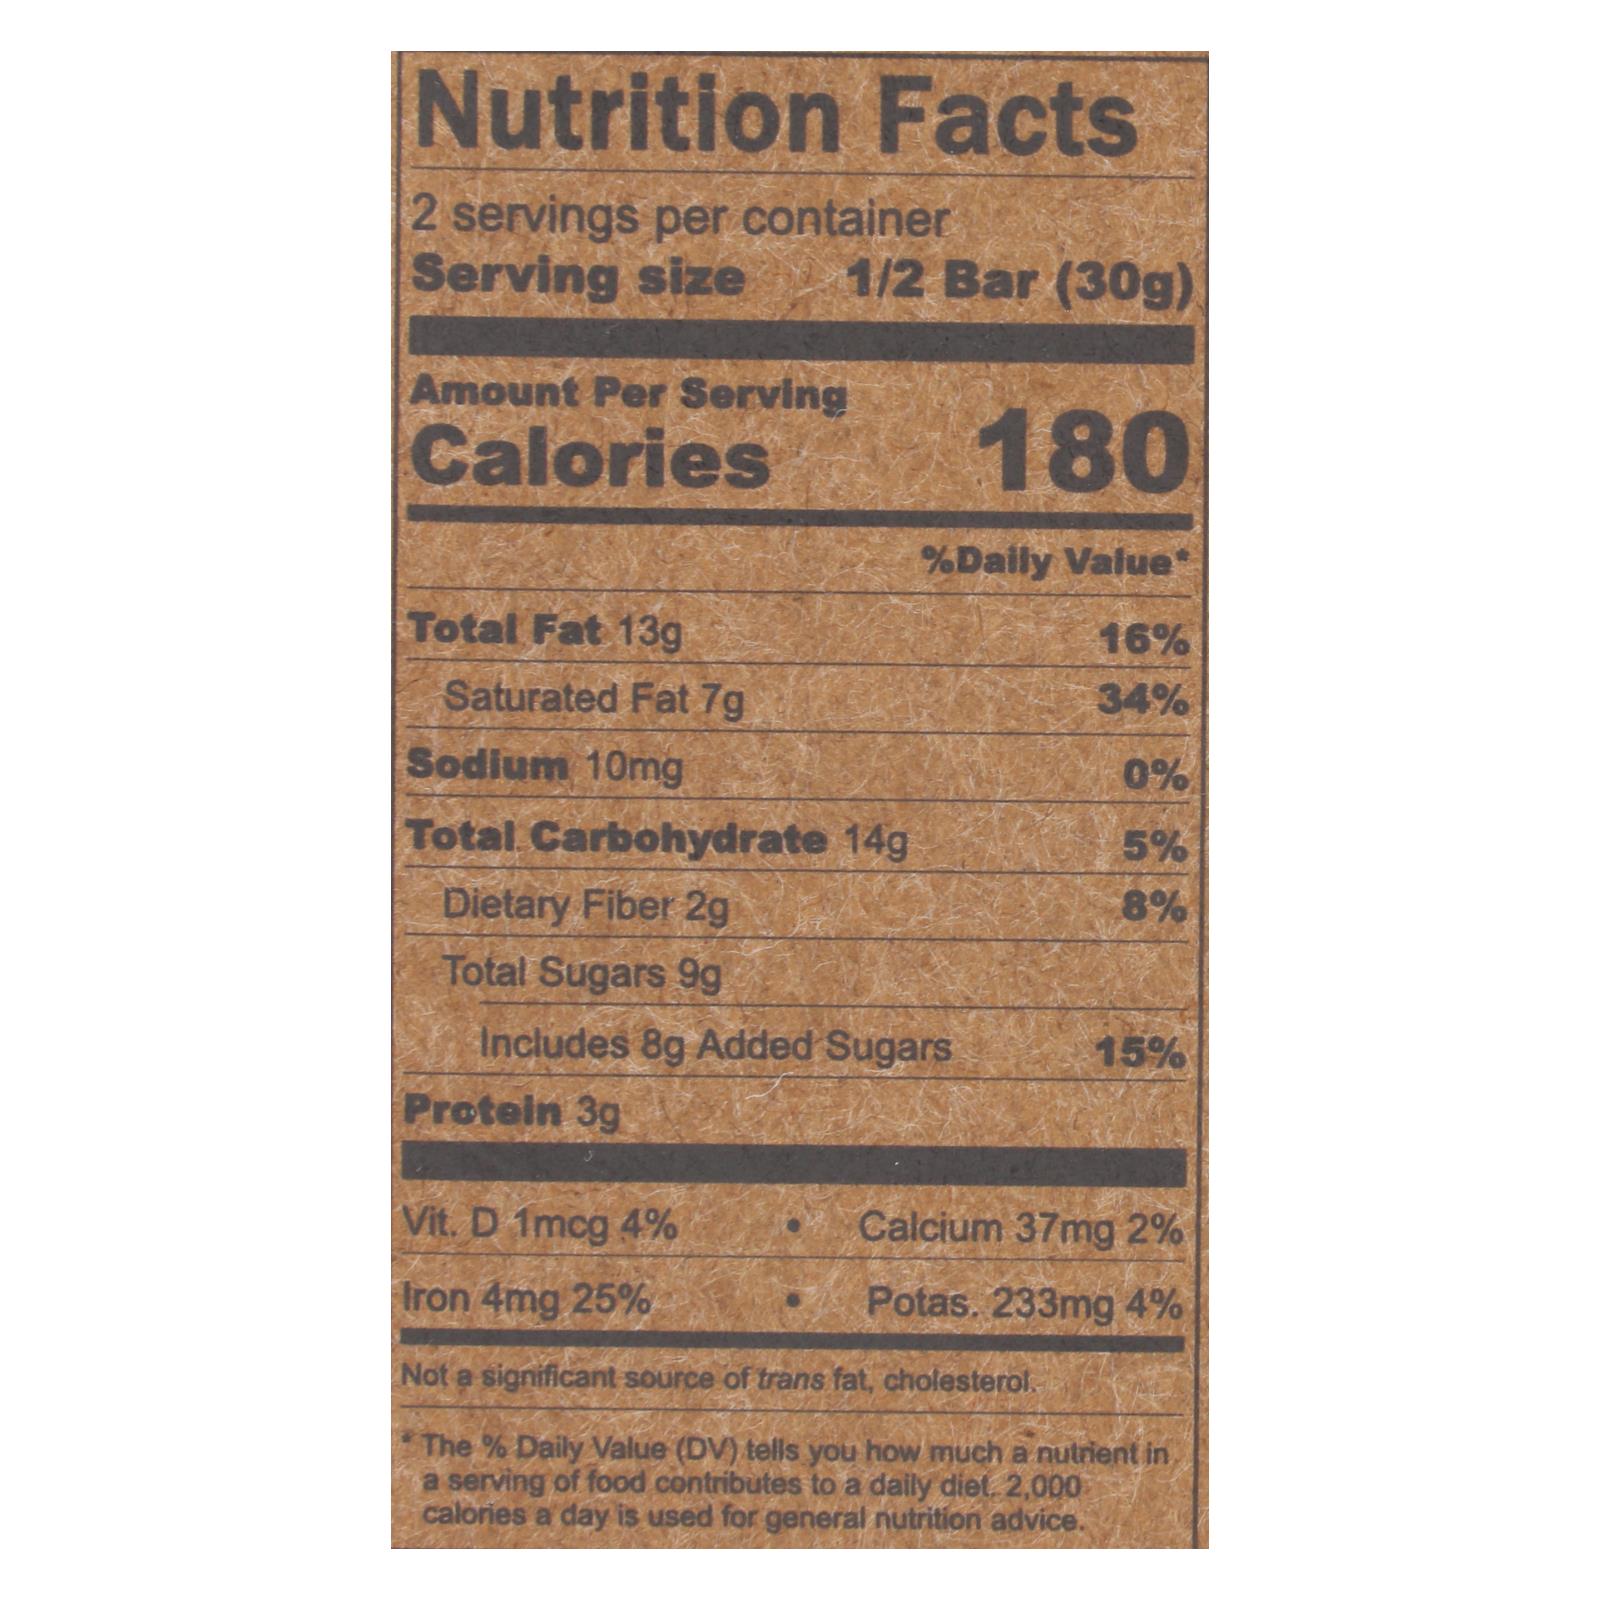 Nutrition Facts
2 servings per container
Serving size 1/2 Bar (30g)
Amount Per Serving
Calories 180
%Daily Value*
Total Fat 13g 16%
Saturated Fat 7g 34%
Sodium 10mg 0%
Total Carbohydrate 14g 5%
Dietary Fiber 2g 8%
Total Sugars 9g
Includes 8g Added Sugars 15%
Protein 3g
Vit. D 1mcg 4% • Calcium 37mg 2%
Iron 4mg 25% • Potas. 233mg 4%
Not a significant source of trans fat, cholesterol.
* The % Daily Value (DV) tells you how much a nutrient in
a serving of food contributes to a daily diet. 2,000
calories a day is used for general nutrition advice.